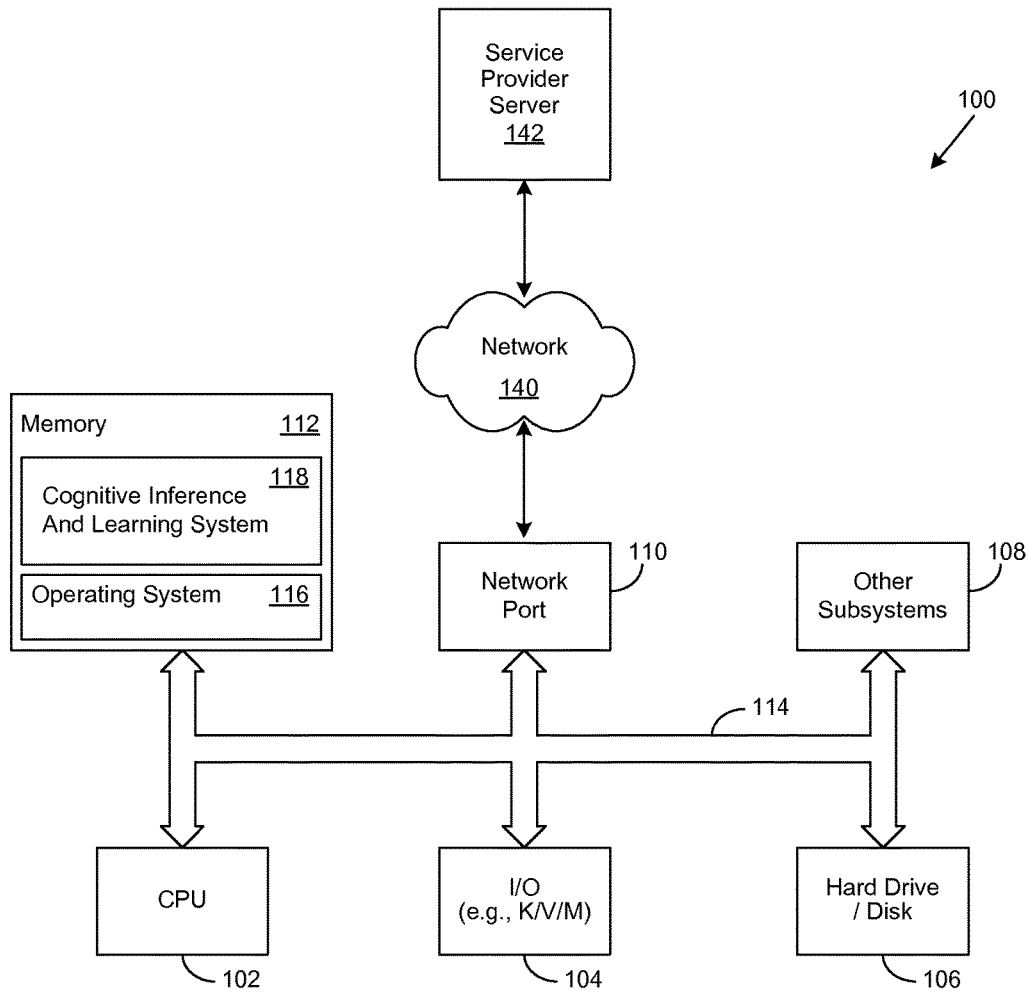 Service
Provider
Server
142
100
Network
140
Memory 112
118
Cognitive Inference
And Learning System
Operating System 116
Network
Port
110
Other
Subsystems
108
114
CPU
102
I/O
(e.g., K/V/M)
104
Hard Drive
/ Disk
106